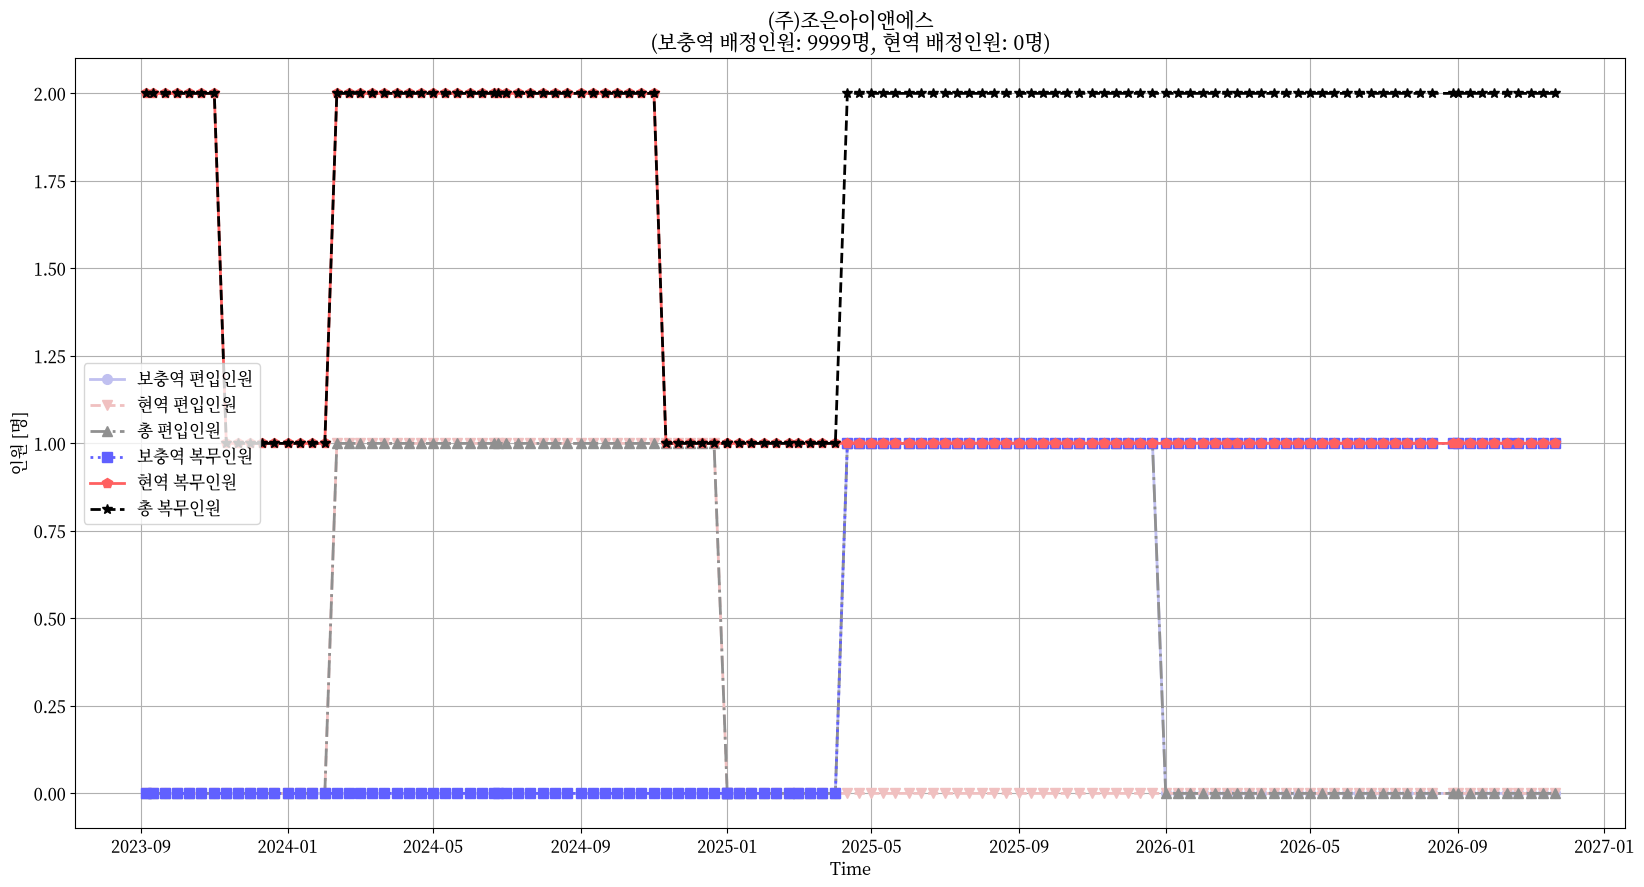 (주)조은아이앤에스
(보충역 배정인원: 9999명, 현역 배정인원: 0명)
인원 [명]
2.00
1.75
1.50
1.25
1.00
0.75
0.50
0.25
0.00
보충역 편입인원
현역 편입인원
총 편입인원
보충역 복무인원
현역 복무인원
총 복무인원
2023-09
2024-01
2024-05
2024-09
2025-01
2025-05
2025-09
2026-01
2026-05
2026-09
2027-01
Time